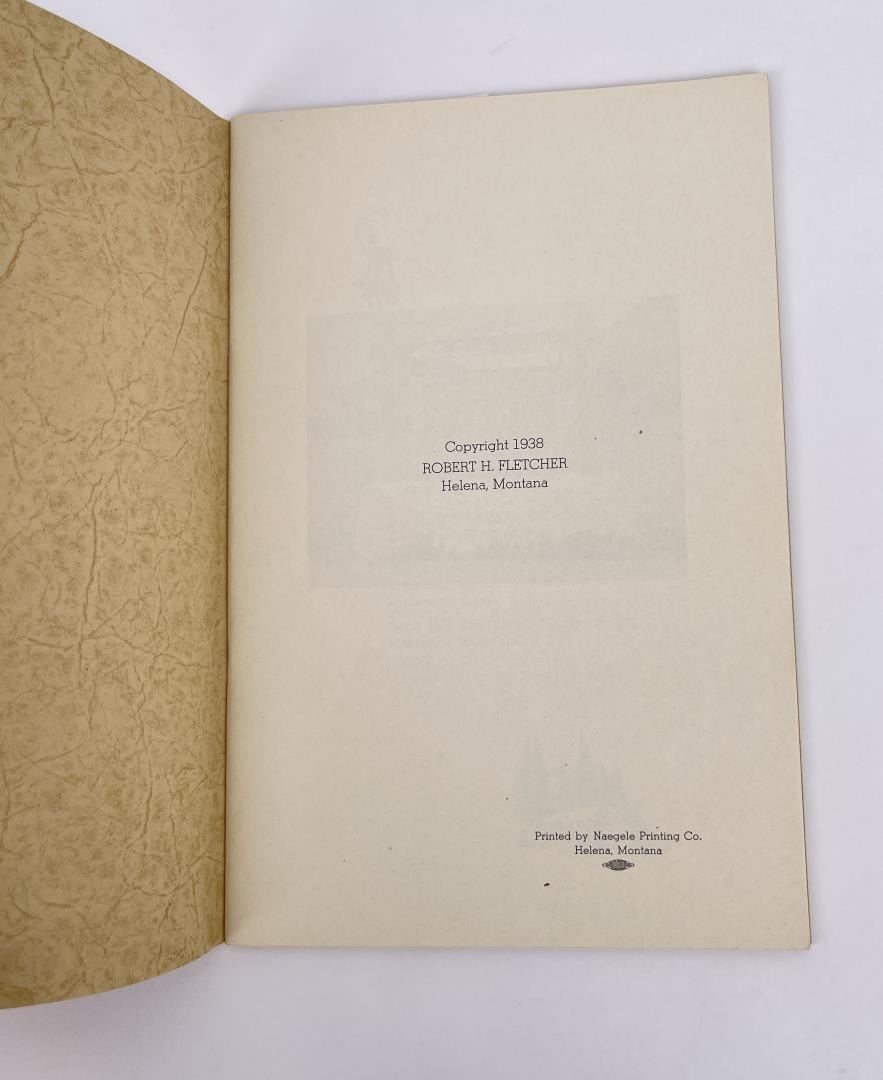 Copyright 1938
ROBERT H. FLETCHER
Helena, Montana
Printed by Naegele Printing Co.
Helena, Montana